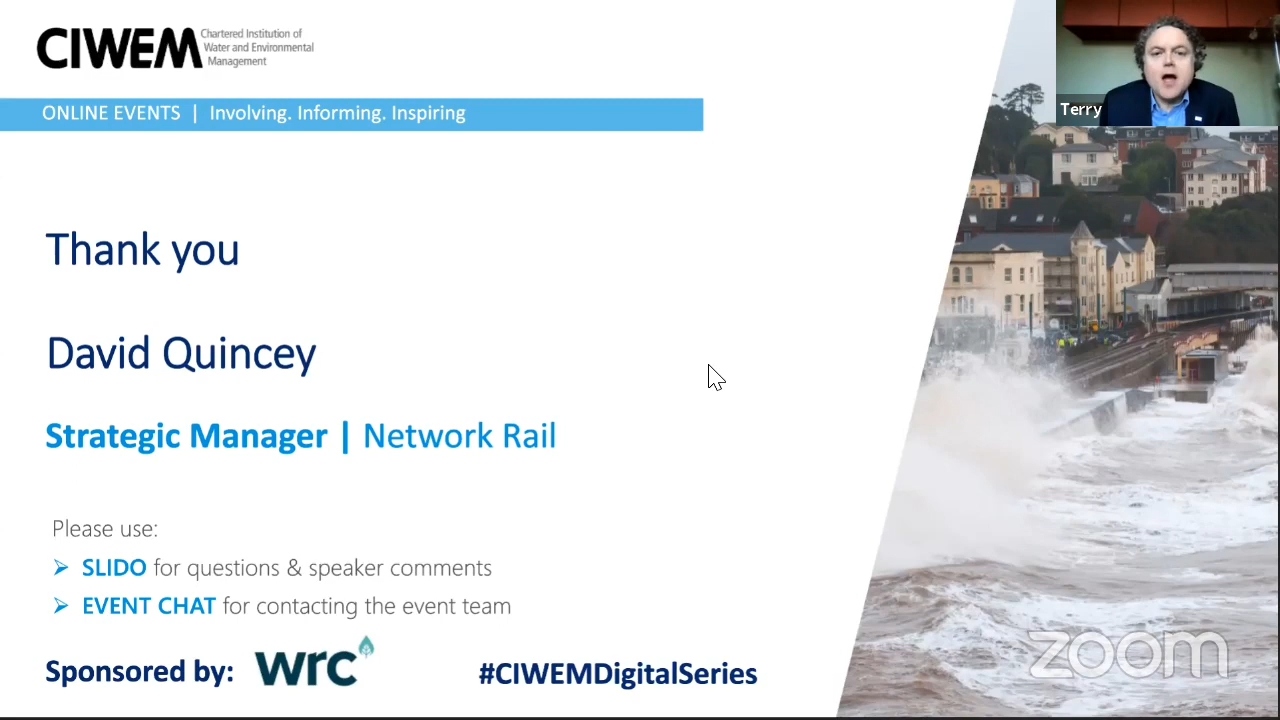 CIWEM
Chartered Institution of
Water and Environmental
Management
Terry
ONLINE EVENTS | Involving. Informing. Inspiring
Thank you
David Quincey
Strategic Manager | Network Rail
Please use:
SLIDO for questions & speaker comments
EVENT CHAT for contacting the event team
Sponsored by: wrc #CIWEMDigitalSeries
zoom